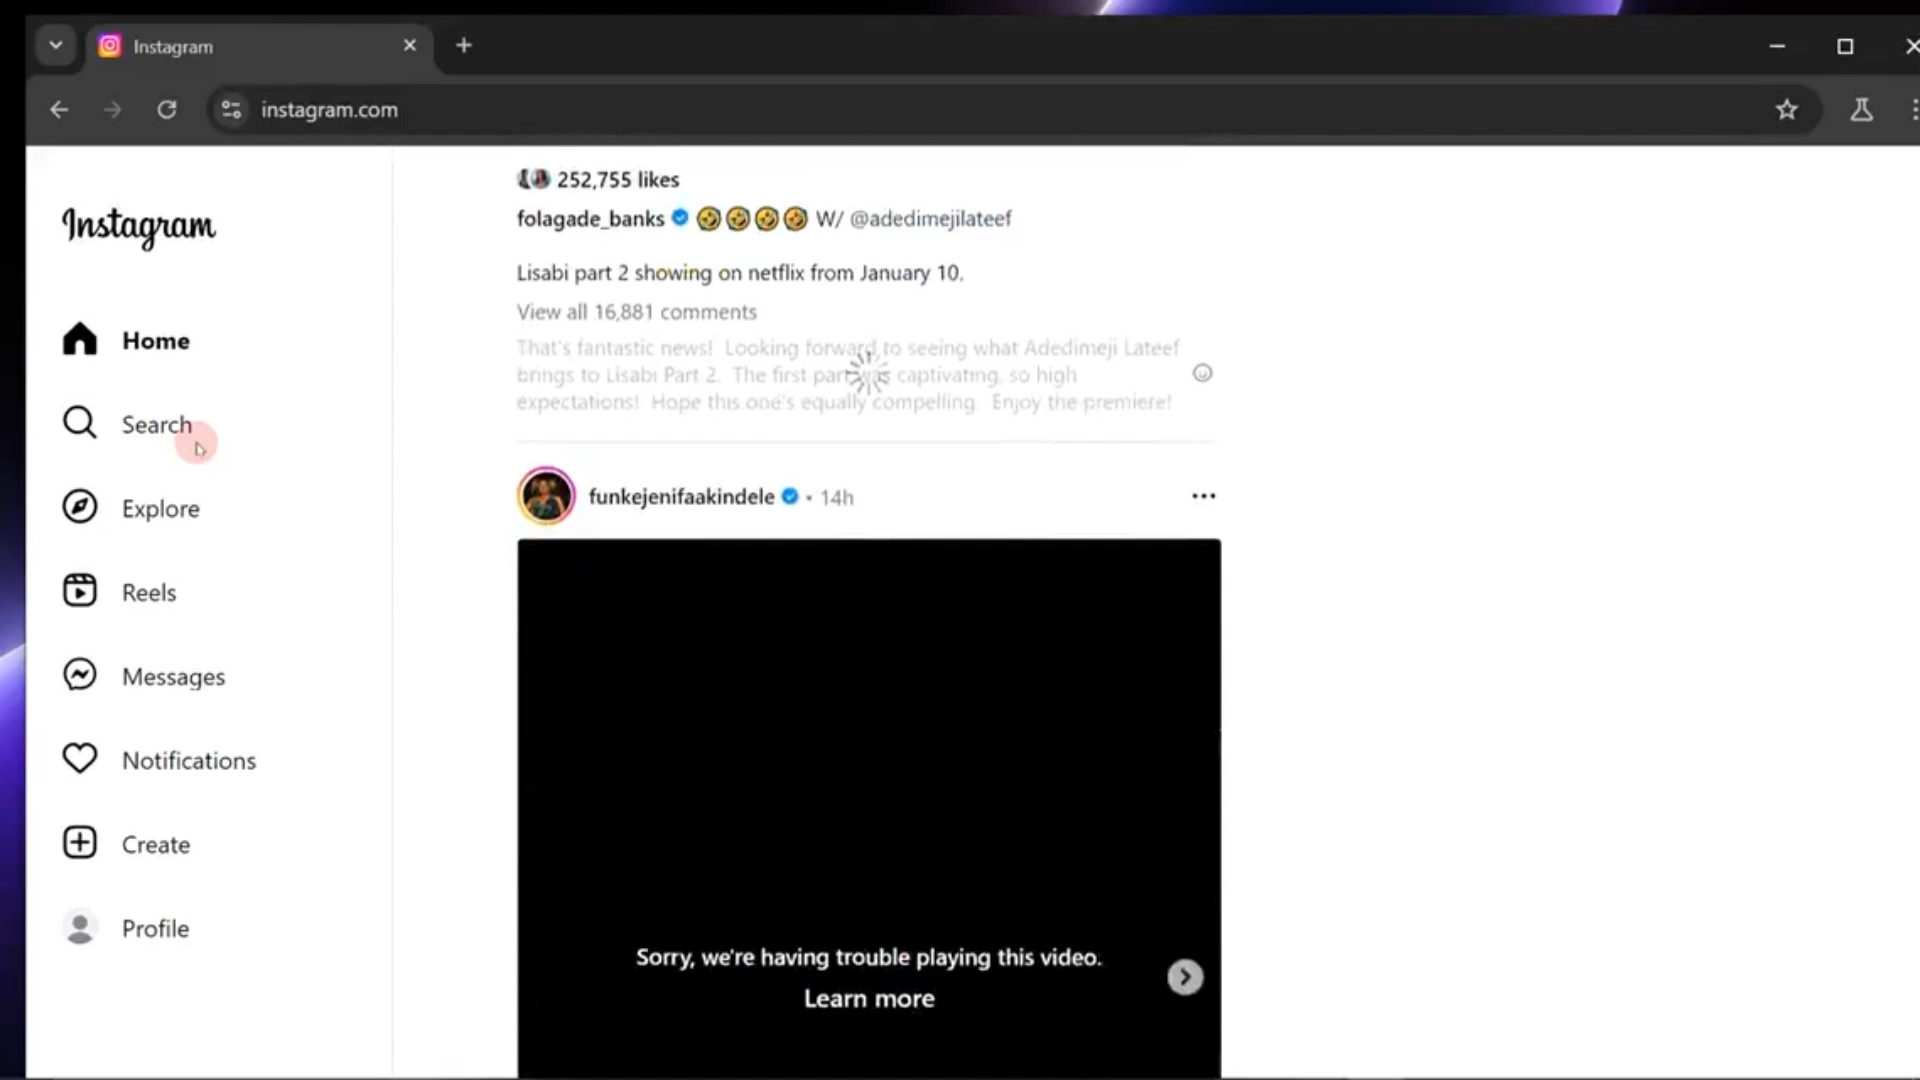 Instagram
instagram.com
Instagram
Home
Search
Explore
Reels
Messages
Notifications
Create
Profile
252,755 likes
folagade_banks 🤣🤣🤣🤣 W/ @adedimejilateef
Lisabi part 2 showing on netflix from January 10.
View all 16,881 comments
That's fantastic news! Looking forward to seeing what Adedimeji Lateef
brings to Lisabi Part 2. The first part was captivating, so high
expectations! Hope this one's equally compelling. Enjoy the premiere!
funkejenifaakindele • 14h
Sorry, we're having trouble playing this video.
Learn more